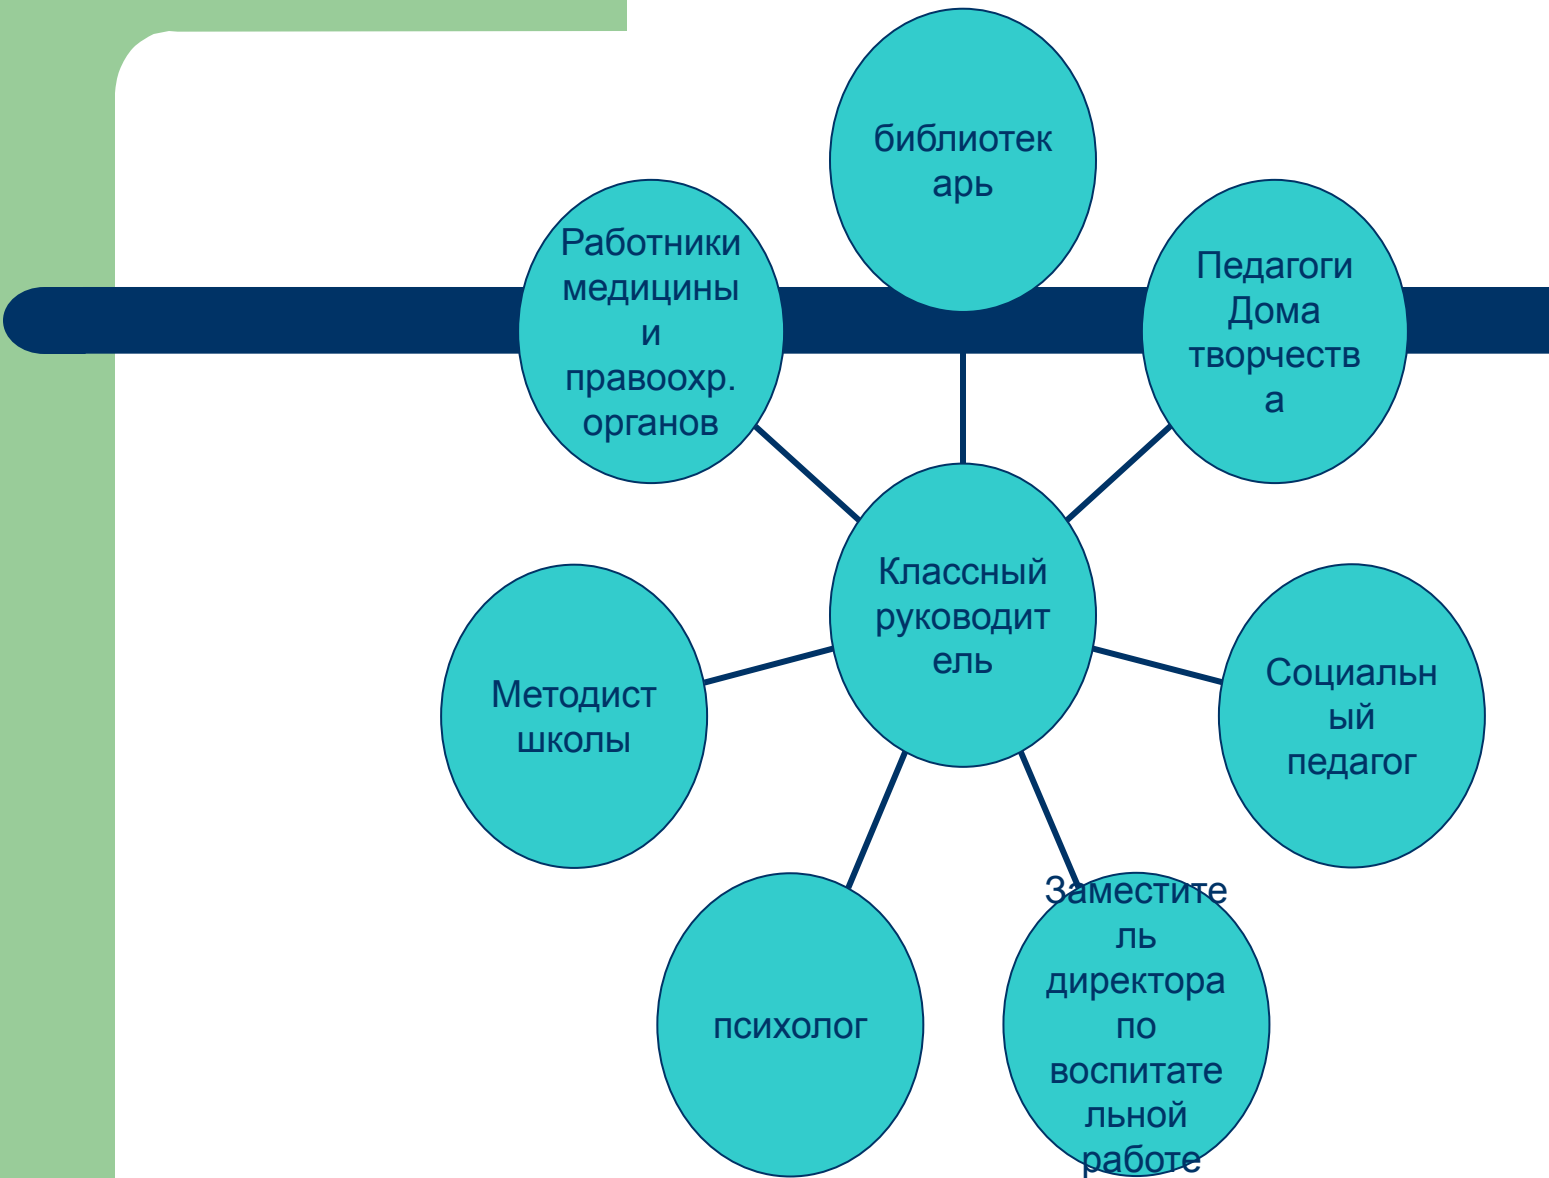 библиотек
арь
Работники
медицины
и
правоохр.
органов
Педагоги
Дома
творчеств
а
Классный
руководит
ель
Методист
школы
Социальн
ый
педагог
психолог
Заместите
ль
директора
по
воспитате
льной
работе